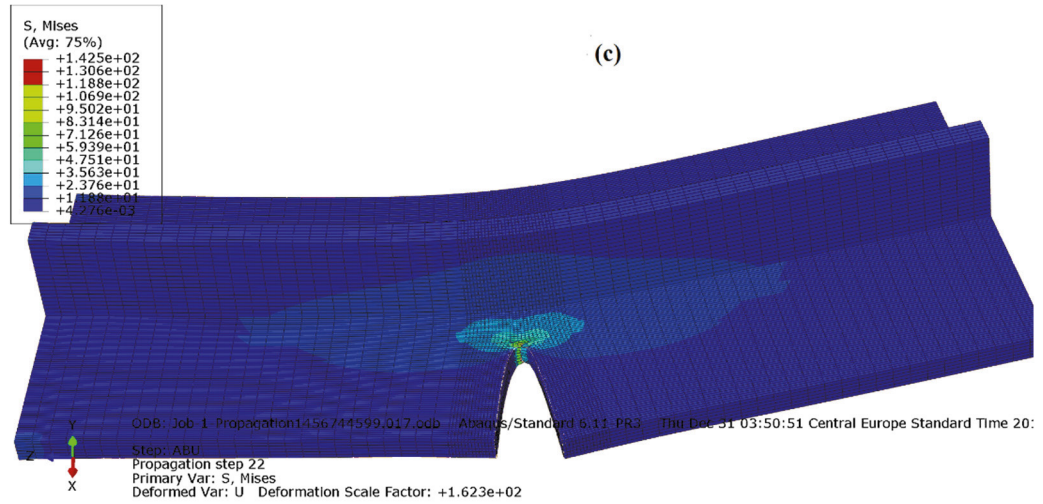 S, Mises
(Avg: 75%)
+1.425e+02
+1.306e+02
+1.188e+02
+1.069e+02
+9.502e+01
+8.314e+01
+7.126e+01
+5.939e+01
+4.751e+01
+3.563e+01
+2.376e+01
+1.188e+01
+4.276e-03
(c)
Y
Z
X
ODB: Job-1-Propagation1456744599.017.odb Abaqus/Standard 6.11-PR3 Thu Dec 31 03:50:51 Central Europe Standard Time 20:
Step: ABU
Propagation step 22
Primary Var: S, Mises
Deformed Var: U Deformation Scale Factor: +1.623e+02